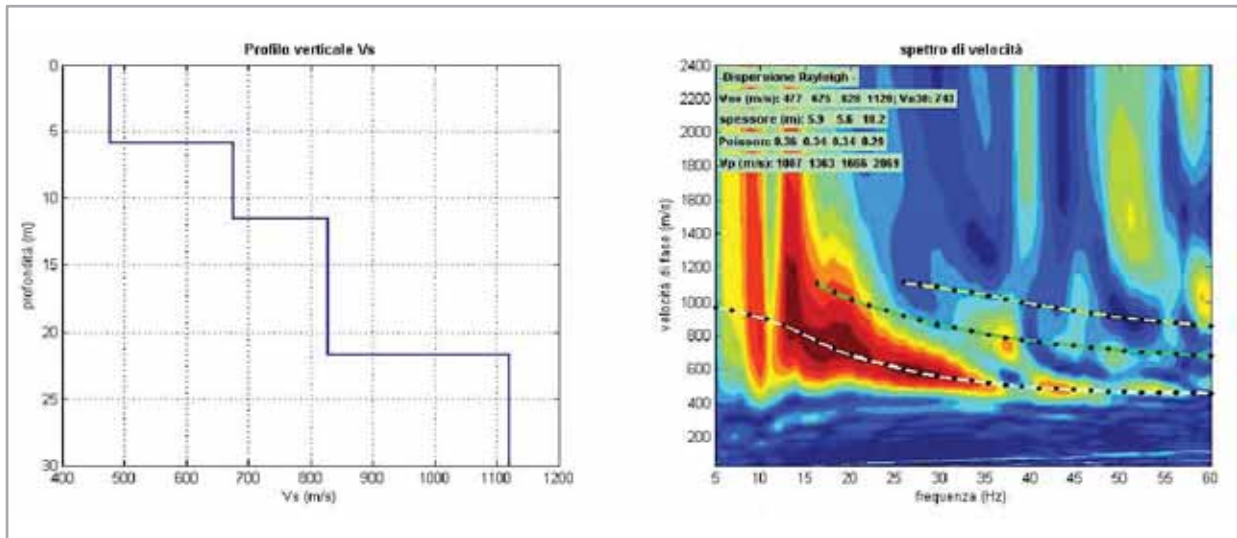 Profilo verticale Vs
0
5
10
15
20
25
30
400 500 600 700 800 900 1000 1100 1200
profondità (m)
Vs (m/s)
spettro di velocità
Dispersione Rayleigh
Vss (m/s): 477 675 828 1120; Vs30: 743
spessore (m): 5.9 5.6 10.2
Poisson: 0.36 0.34 0.34 0.29
Vp (m/s): 1007 1363 1666 2069
2400
2200
2000
1800
1600
1400
1200
1000
800
600
400
200
5 10 15 20 25 30 35 40 45 50 55 60
velocità di fase (m/s)
frequenza (Hz)